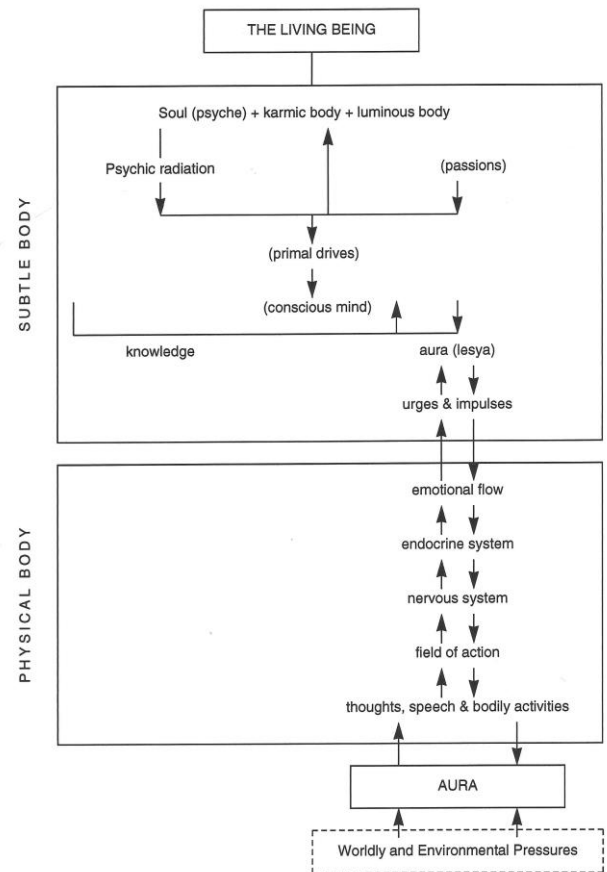 THE LIVING BEING
SUBTLE BODY
Soul (psyche) + karmic body + luminous body
Psychic radiation
(passions)
(primal drives)
(conscious mind)
knowledge
aura (lesya)
urges & impulses
PHYSICAL BODY
emotional flow
endocrine system
nervous system
field of action
thoughts, speech & bodily activities
AURA
Worldly and Environmental Pressures